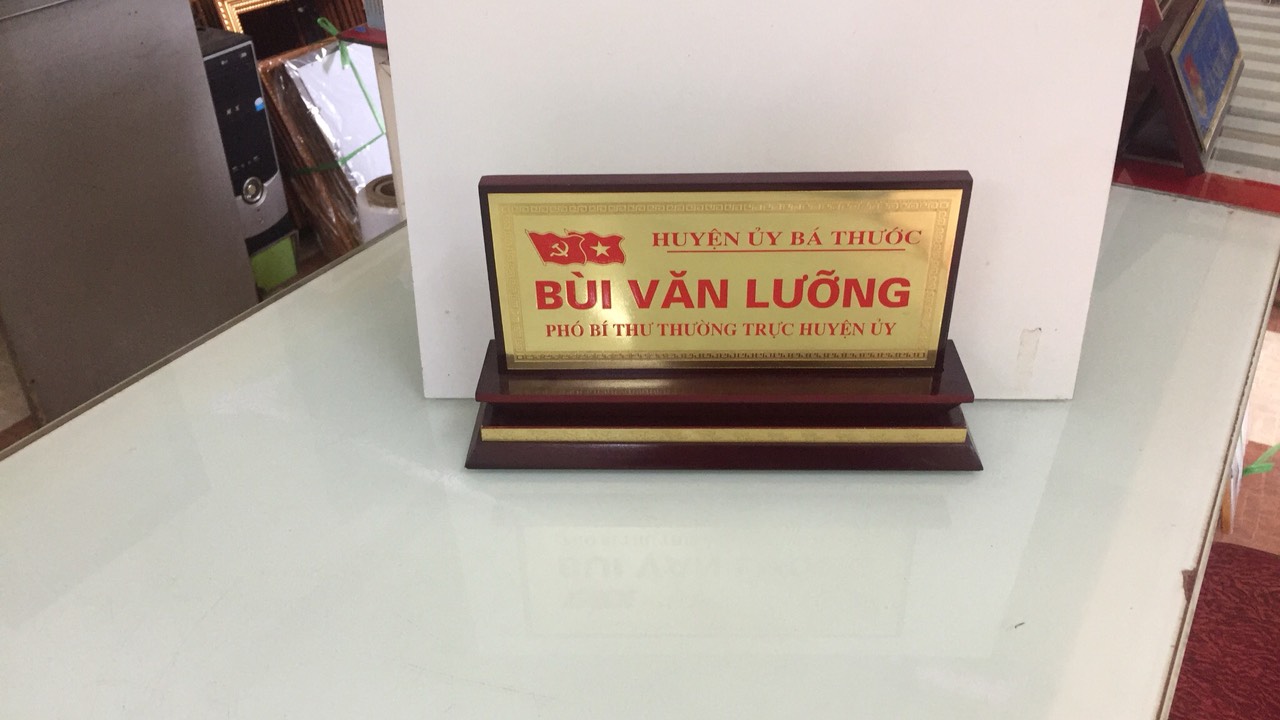 HUYỆN ỦY BÁ THƯỚC
BÙI VĂN LƯỠNG
PHÓ BÍ THƯ THƯỜNG TRỰC HUYỆN ỦY